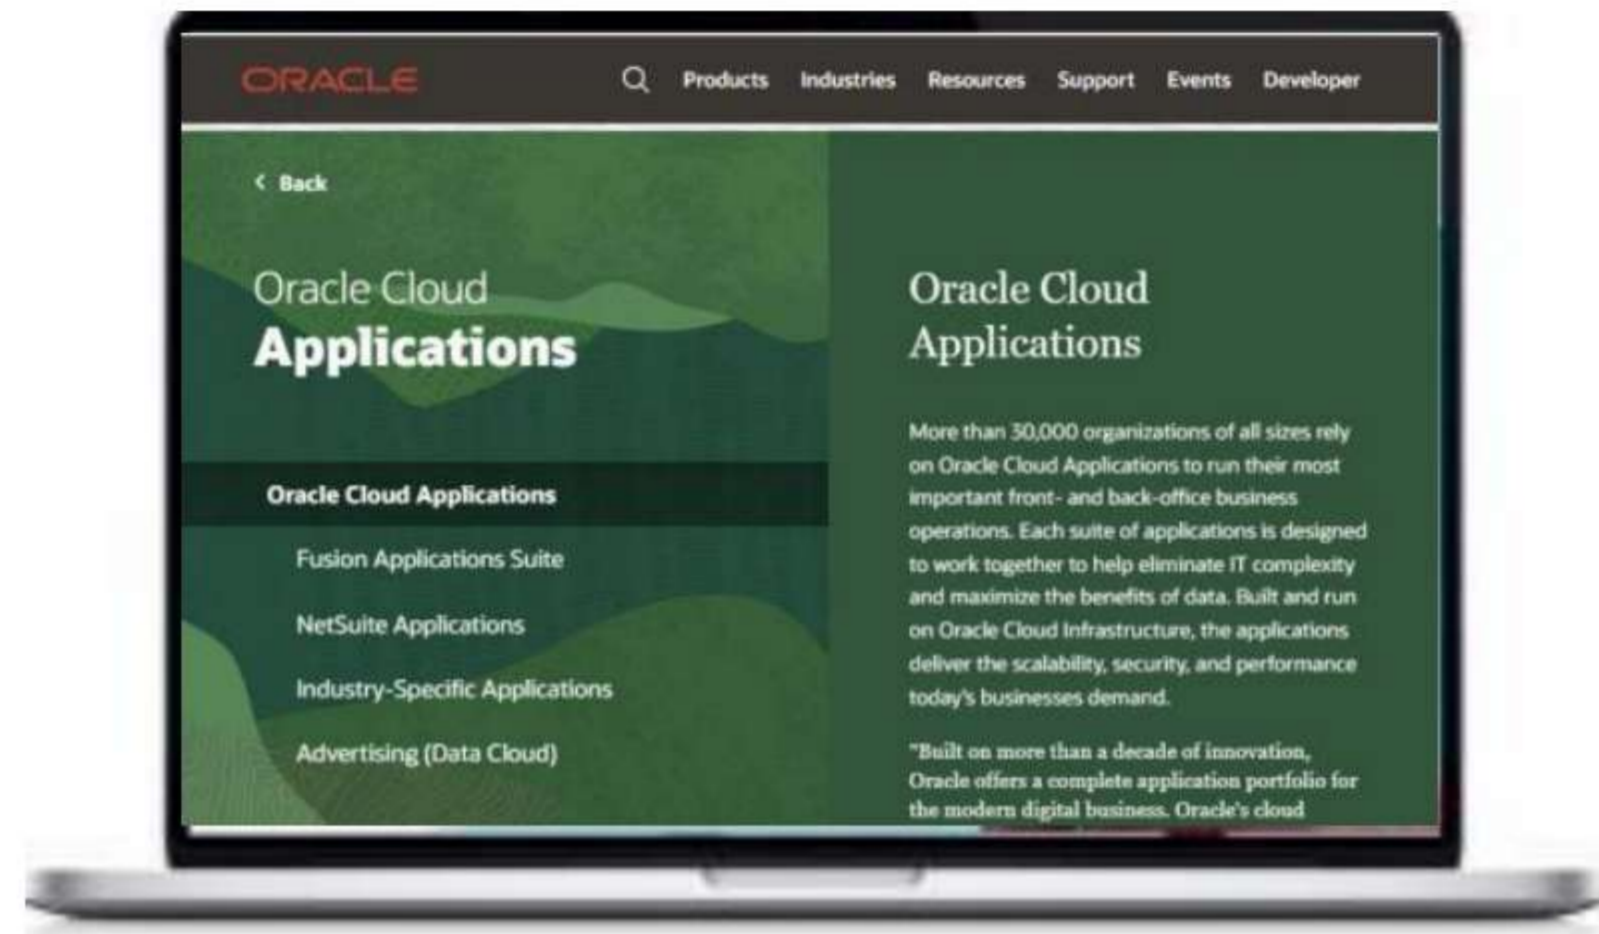 ORACLE
Products Industries Resources Support Events Developer
Back
Oracle Cloud
Applications
Oracle Cloud Applications
Fusion Applications Suite
NetSuite Applications
Industry-Specific Applications
Advertising (Data Cloud)
Oracle Cloud
Applications
More than 30,000 organizations of all sizes rely
on Oracle Cloud Applications to run their most
important front- and back-office business
operations. Each suite of applications is designed
to work together to help eliminate IT complexity
and maximize the benefits of data. Built and run
on Oracle Cloud Infrastructure, the applications
deliver the scalability, security, and performance
today's businesses demand.
"Built on more than a decade of innovation,
Oracle offers a complete application portfolio for
the modern digital business. Oracle's cloud